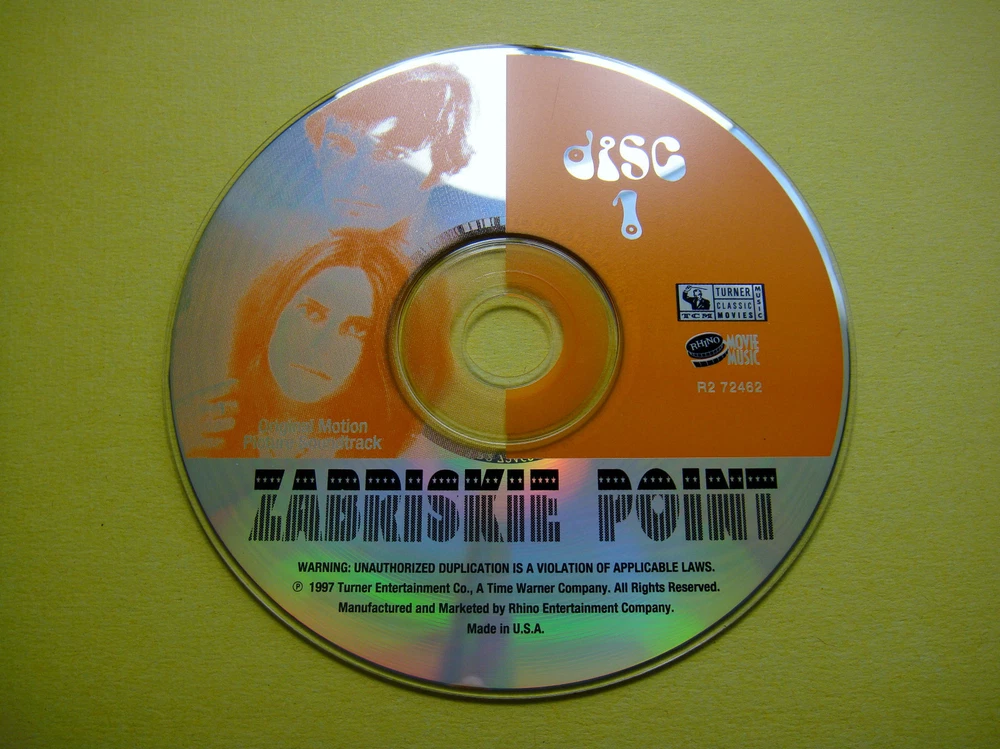 disc
1
TURNER
CLASSIC
TCM MOVIES
MUSIC
RHINO MOVIE
MUSIC
R2 72462
Original Motion
Picture Soundtrack
ZABRISKIE POINT
WARNING: UNAUTHORIZED DUPLICATION IS A VIOLATION OF APPLICABLE LAWS.
℗ 1997 Turner Entertainment Co., A Time Warner Company. All Rights Reserved.
Manufactured and Marketed by Rhino Entertainment Company.
Made in U.S.A.